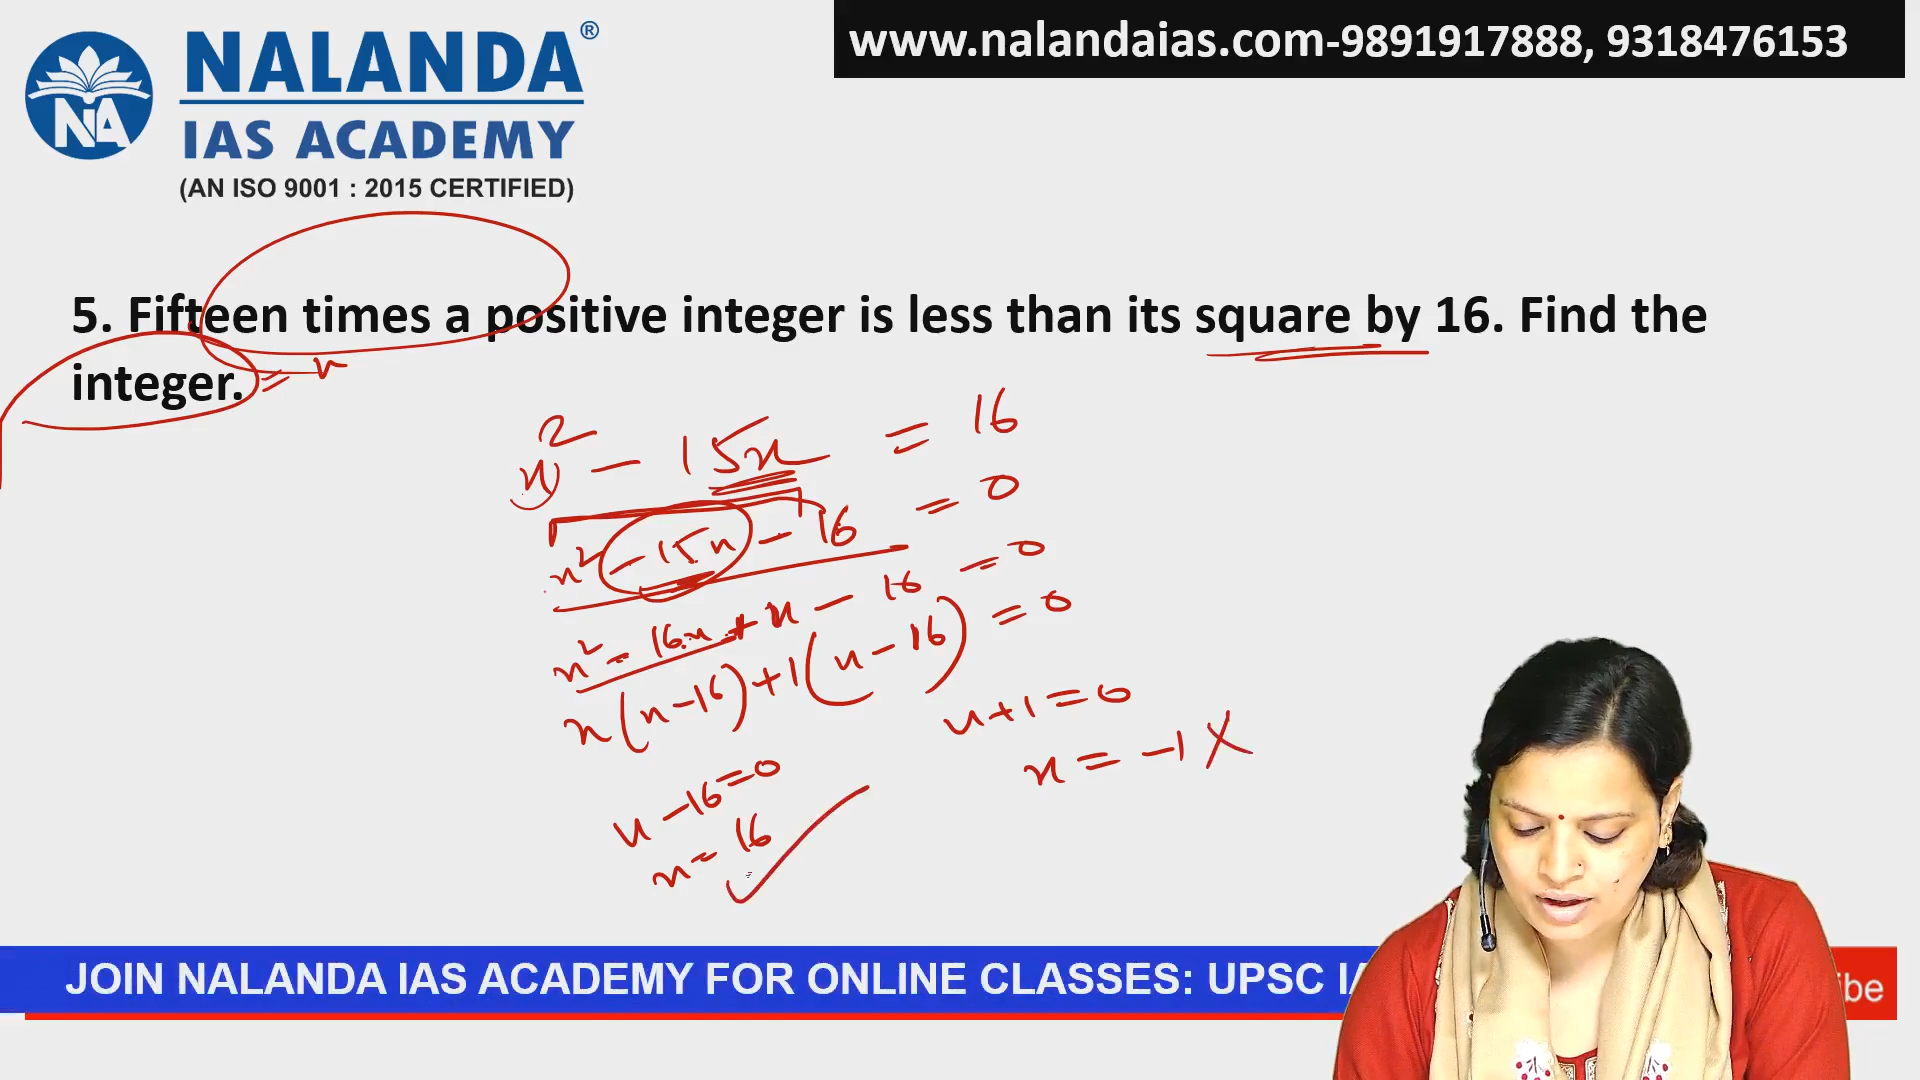 NALANDA®
IAS ACADEMY
(AN ISO 9001 : 2015 CERTIFIED)
www.nalandaias.com-9891917888, 9318476153
5. Fifteen times a positive integer is less than its square by 16. Find the
integer. = x
x² - 15x = 16
x² - 15x - 16 = 0
x² - 16x + x - 16 = 0
x(x-16)+1(x-16) = 0
x-16=0
x=16
x+1=0
x=-1 X
JOIN NALANDA IAS ACADEMY FOR ONLINE CLASSES: UPSC IA
ibe